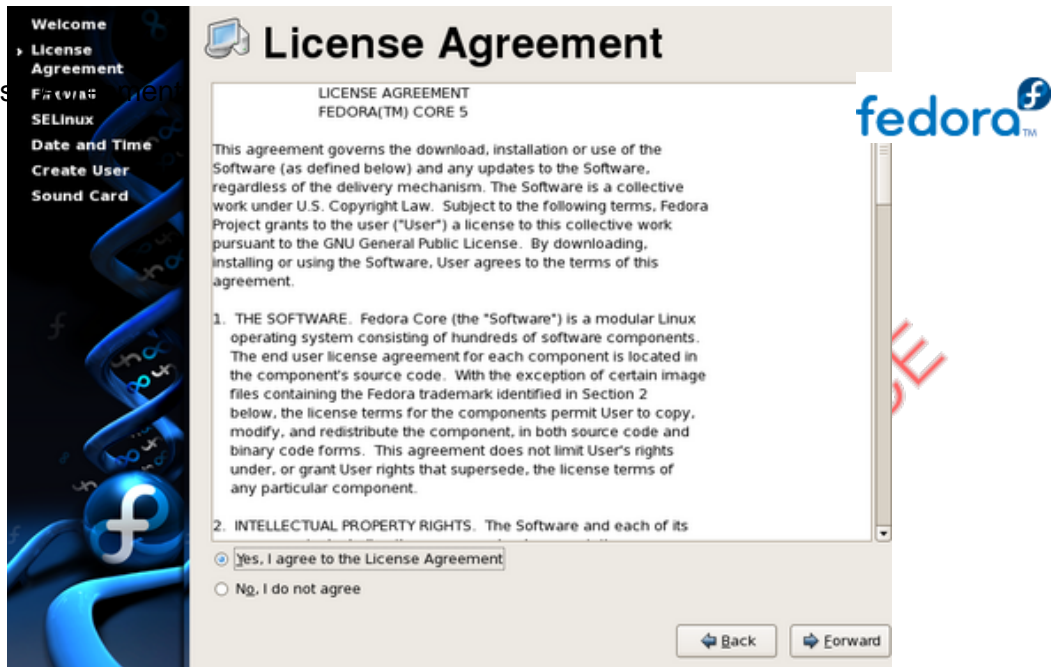 Welcome
License
Agreement
Firewall
SELinux
Date and Time
Create User
Sound Card
License Agreement
LICENSE AGREEMENT
FEDORA(TM) CORE 5
This agreement governs the download, installation or use of the
Software (as defined below) and any updates to the Software,
regardless of the delivery mechanism. The Software is a collective
work under U.S. Copyright Law. Subject to the following terms, Fedora
Project grants to the user ("User") a license to this collective work
pursuant to the GNU General Public License. By downloading,
installing or using the Software, User agrees to the terms of this
agreement.
1. THE SOFTWARE. Fedora Core (the "Software") is a modular Linux
operating system consisting of hundreds of software components.
The end user license agreement for each component is located in
the component's source code. With the exception of certain image
files containing the Fedora trademark identified in Section 2
below, the license terms for the components permit User to copy,
modify, and redistribute the component, in both source code and
binary code forms. This agreement does not limit User's rights
under, or grant User rights that supersede, the license terms of
any particular component.
2. INTELLECTUAL PROPERTY RIGHTS. The Software and each of its
Yes, I agree to the License Agreement
No, I do not agree
Back
Forward
fedora™